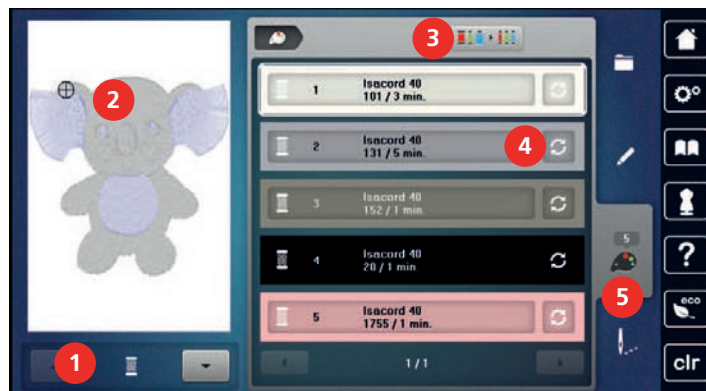 3
1
Isacord 40
101 / 3 min.
2
2
Isacord 40
131 / 5 min.
4
3
Isacord 40
152 / 1 min.
5
4
Isacord 40
20 / 1 min.
?
5
Isacord 40
1755 / 1 min.
5
eco
1
1/1
clr